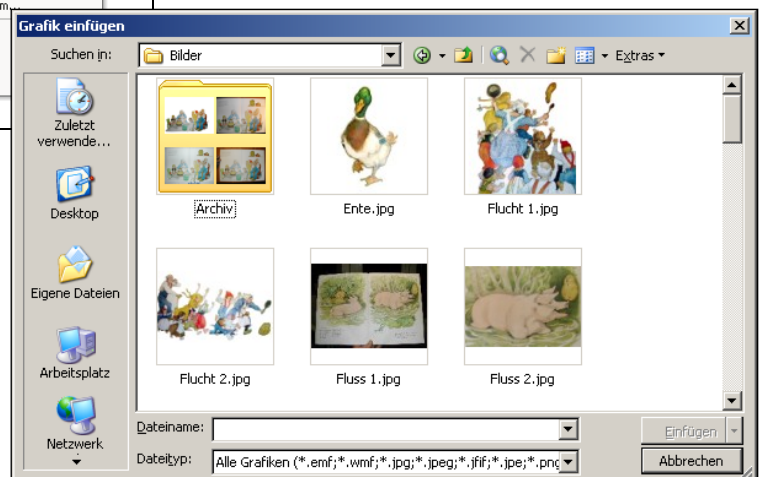 m...
Grafik einfügen
Suchen in:
Bilder
Extras
Zuletzt
verwende...
Desktop
Eigene Dateien
Arbeitsplatz
Netzwerk
Archiv
Ente.jpg
Flucht 1.jpg
Flucht 2.jpg
Fluss 1.jpg
Fluss 2.jpg
Dateiname:
Einfügen
Dateityp:
Alle Grafiken (*.emf;*.wmf;*.jpg;*.jpeg;*.jfif;*.jpe;*.png
Abbrechen